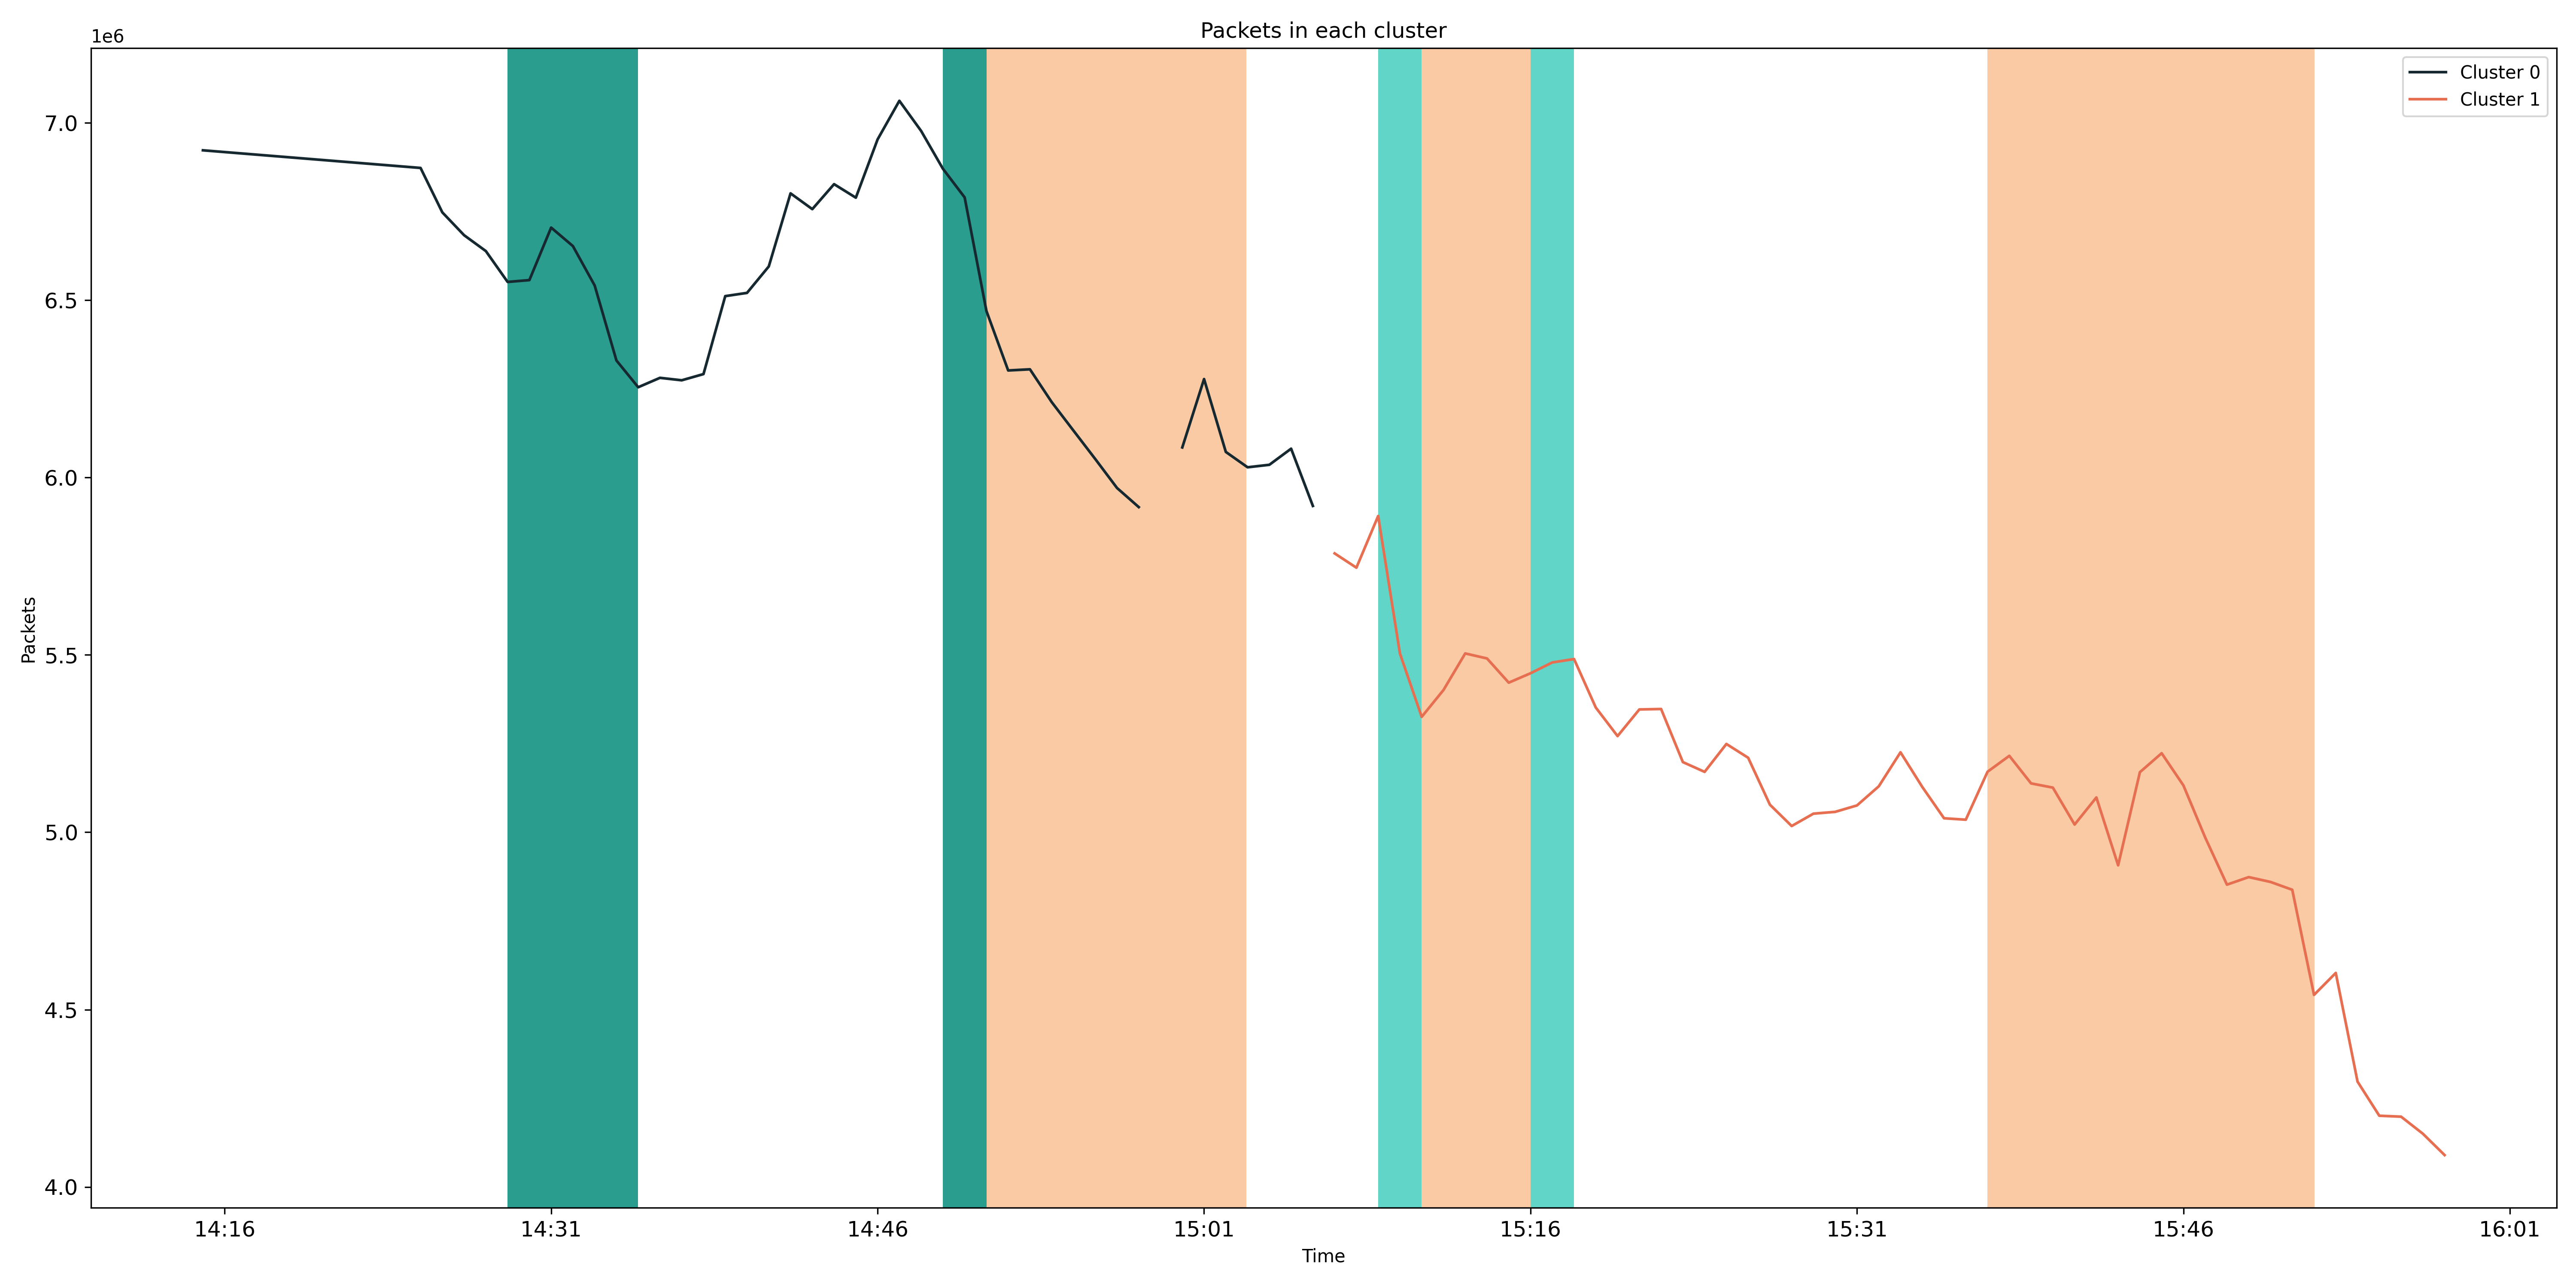 Packets in each cluster
1e6
Cluster 0
Cluster 1
7.0
6.5
6.0
5.5
5.0
4.5
4.0
Packets
14:16
14:31
14:46
15:01
15:16
15:31
15:46
16:01
Time